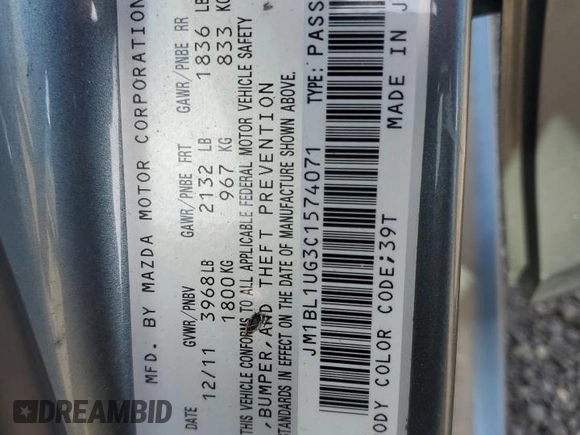 MFD. BY MAZDA MOTOR CORPORATION
DATE GVWR/PNBV GAWR/PNBE FRT GAWR/PNBE RR
12/11 3968LB 2132 LB 1836 LB
1800KG 967 KG 833 KG
THIS VEHICLE CONFORMS TO ALL APPLICABLE FEDERAL MOTOR VEHICLE SAFETY
,BUMPER,AND THEFT PREVENTION
STANDARDS IN EFFECT ON THE DATE OF MANUFACTURE SHOWN ABOVE.
JM1BL1UG3C1574071 TYPE: PASS
ODY COLOR CODE;39T MADE IN J
DREAMBID